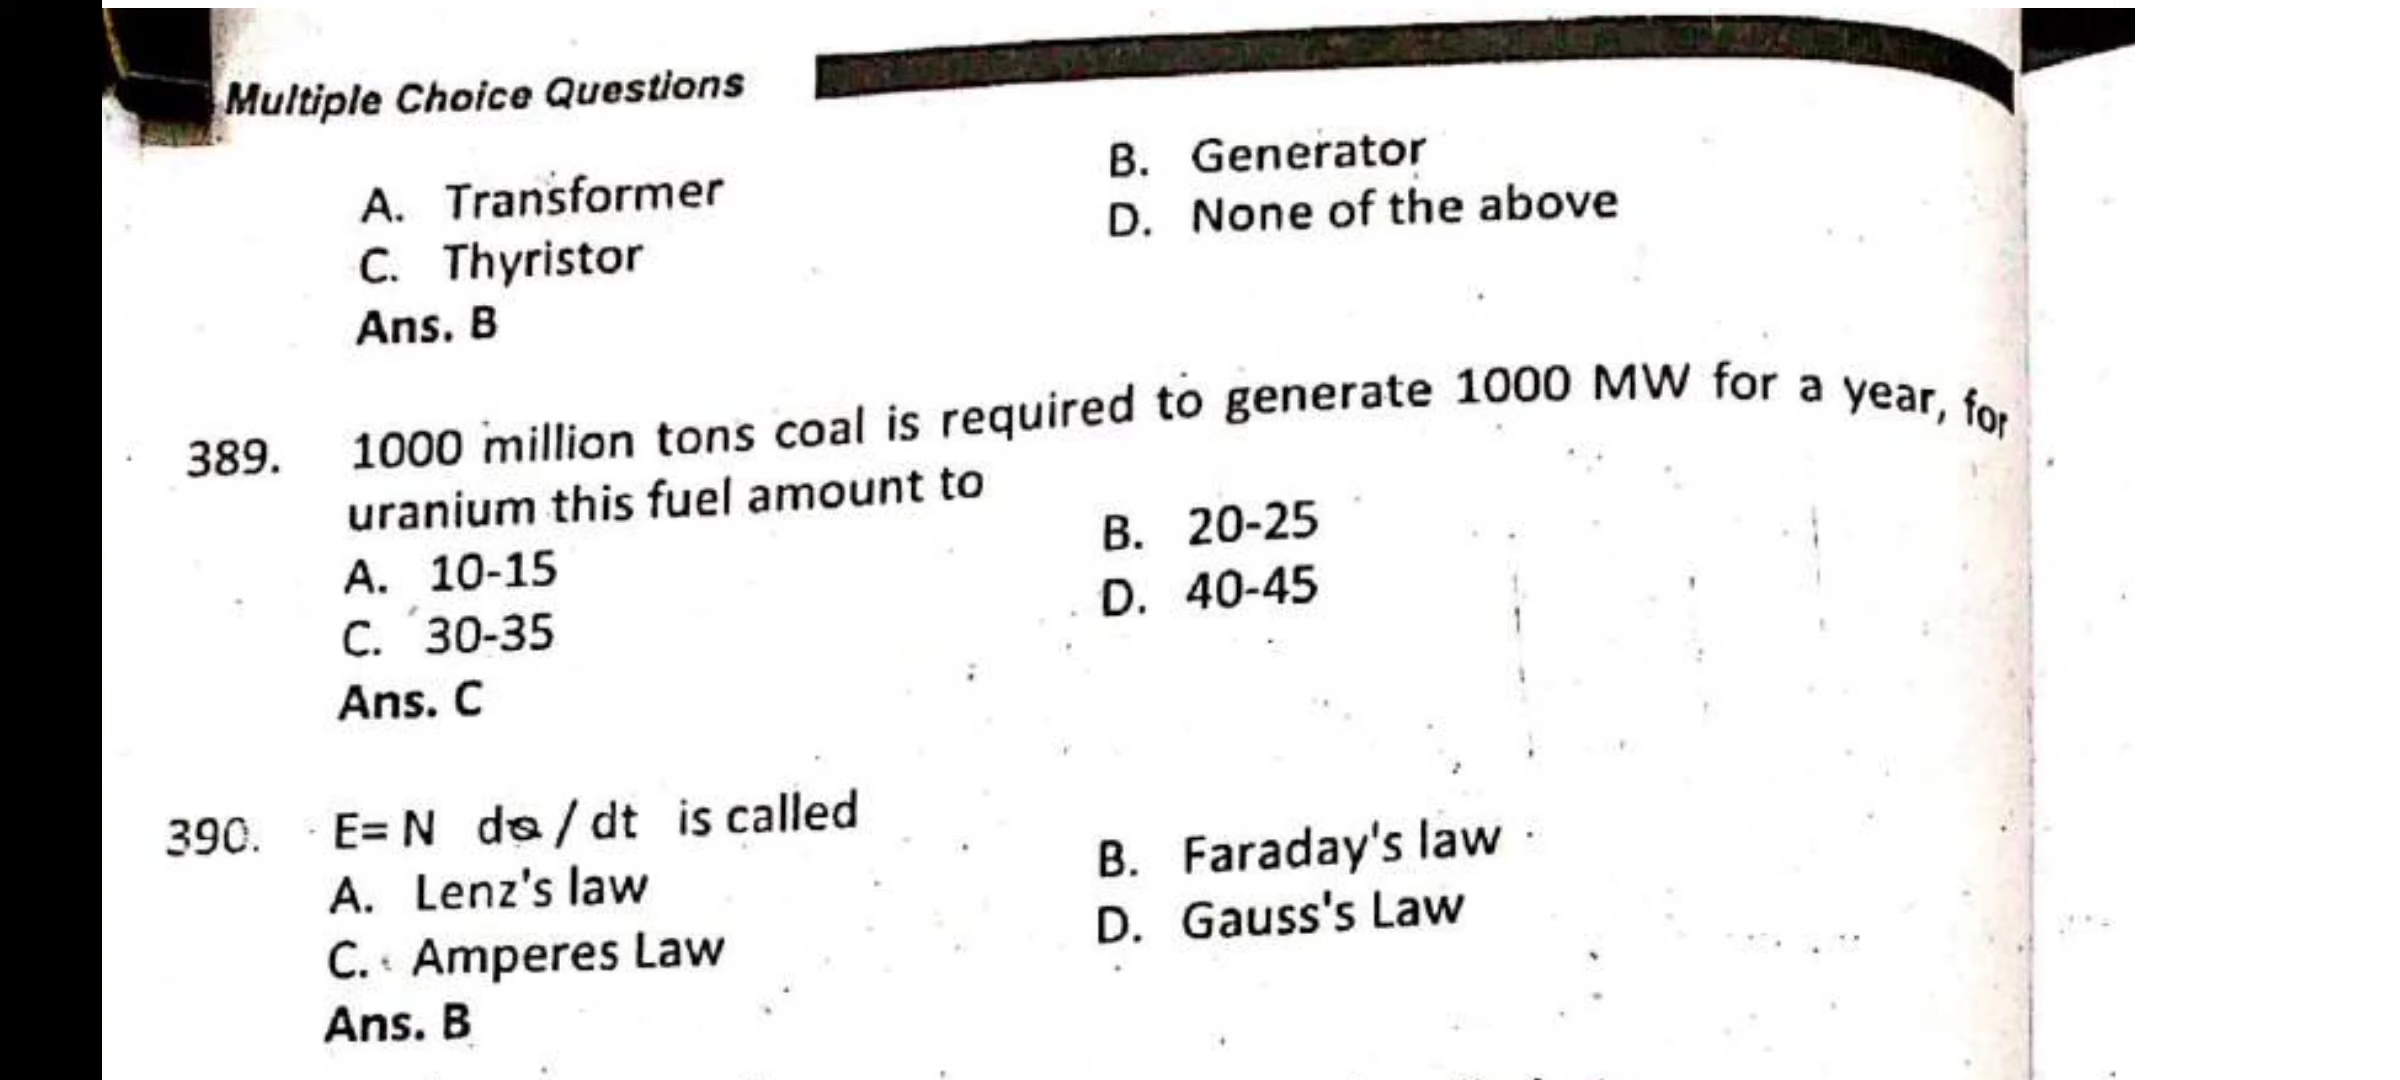 Multiple Choice Questions
A. Transformer
B. Generator
C. Thyristor
D. None of the above
Ans. B
389. 1000 million tons coal is required to generate 1000 MW for a year, for
uranium this fuel amount to
A. 10-15
B. 20-25
C. 30-35
D. 40-45
Ans. C
390. E= N dø / dt is called
A. Lenz's law
B. Faraday's law
C. Amperes Law
D. Gauss's Law
Ans. B